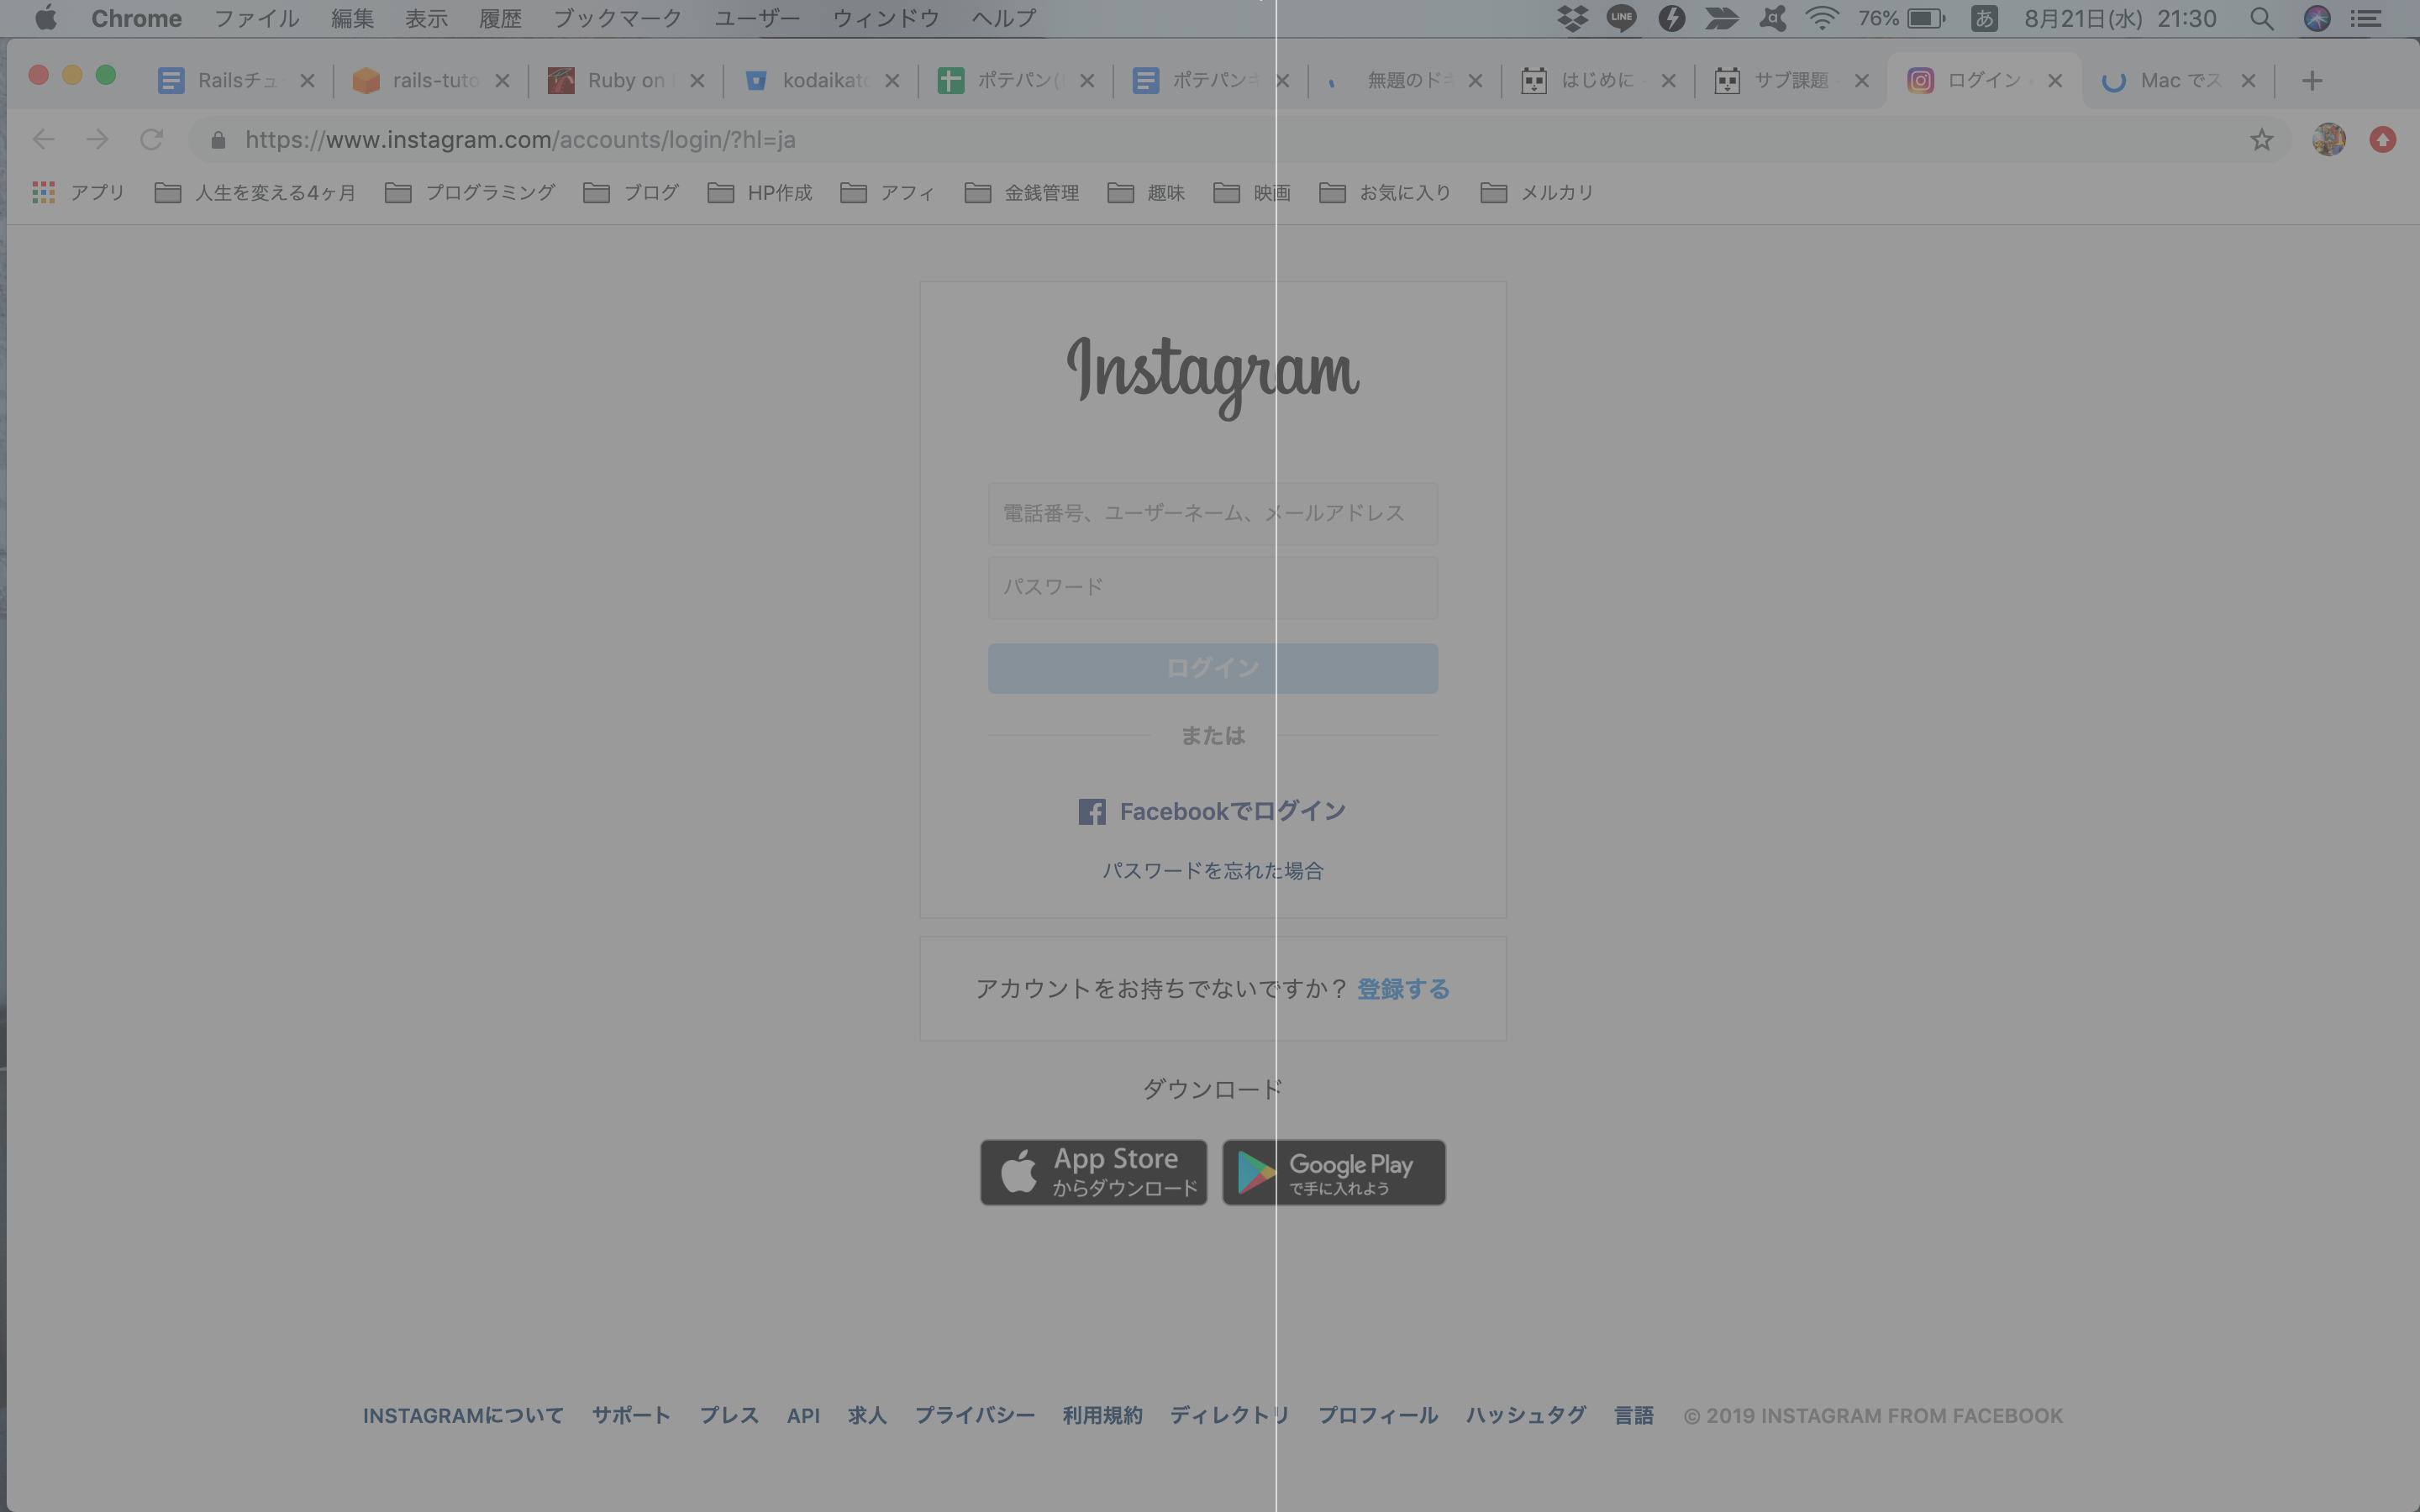 Chrome ファイル 編集 表示 履歴 ブックマーク ユーザー ウィンドウ ヘルプ LINE 76% あ 8月21日(水) 21:30
Railsチュ rails-tuto Ruby on kodaikato ポテパン( ポテパンキ 無題のドキ はじめに サブ課題 ログイン Mac でス
https://www.instagram.com/accounts/login/?hl=ja
アプリ 人生を変える4ヶ月 プログラミング ブログ HP作成 アフィ 金銭管理 趣味 映画 お気に入り メルカリ
Instagram
電話番号、ユーザーネーム、メールアドレス
パスワード
ログイン
または
Facebookでログイン
パスワードを忘れた場合
アカウントをお持ちでないですか? 登録する
ダウンロード
App Store
からダウンロード
Google Play
で手に入れよう
INSTAGRAMについて サポート プレス API 求人 プライバシー 利用規約 ディレクトリ プロフィール ハッシュタグ 言語 © 2019 INSTAGRAM FROM FACEBOOK